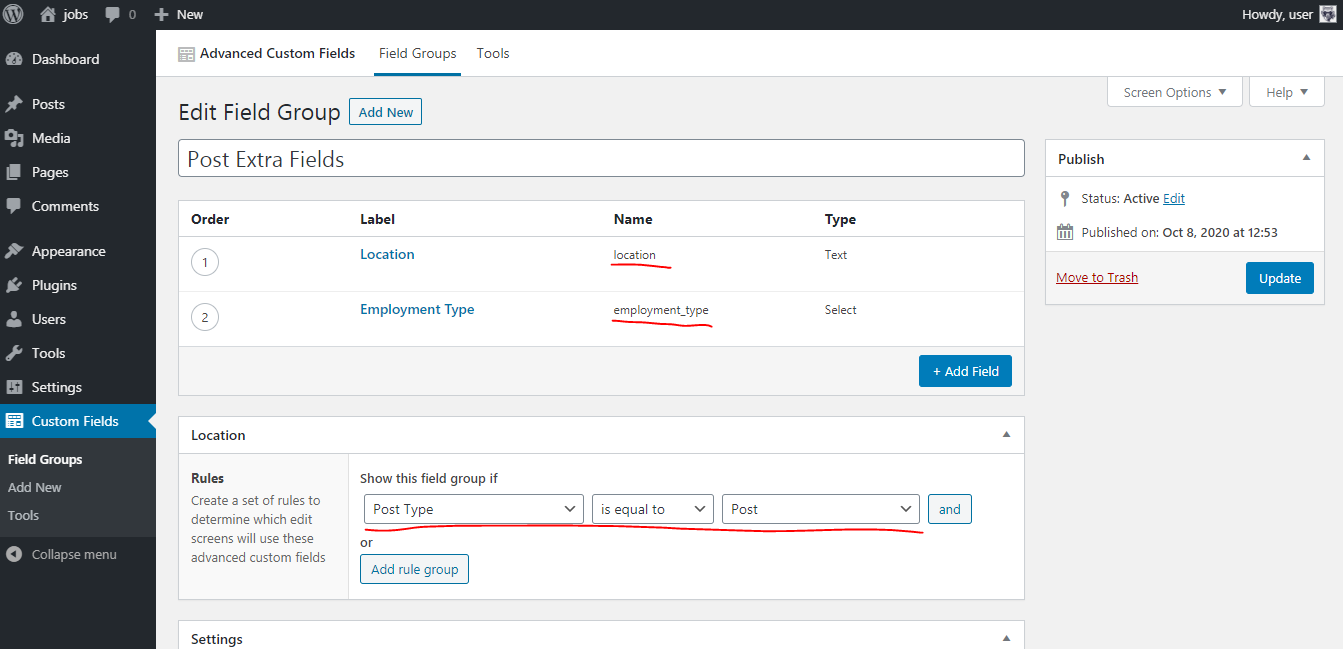 jobs 0 New Howdy, user
Dashboard
Posts
Media
Pages
Comments
Appearance
Plugins
Users
Tools
Settings
Custom Fields
Field Groups
Add New
Tools
Collapse menu
Advanced Custom Fields Field Groups Tools
Screen Options Help
Edit Field Group Add New
Post Extra Fields
Order Label Name Type
1 Location location Text
2 Employment Type employment_type Select
+ Add Field
Location
Rules
Create a set of rules to
determine which edit
screens will use these
advanced custom fields
Show this field group if
Post Type is equal to Post and
or
Add rule group
Settings
Publish
Status: Active Edit
Published on: Oct 8, 2020 at 12:53
Move to Trash Update